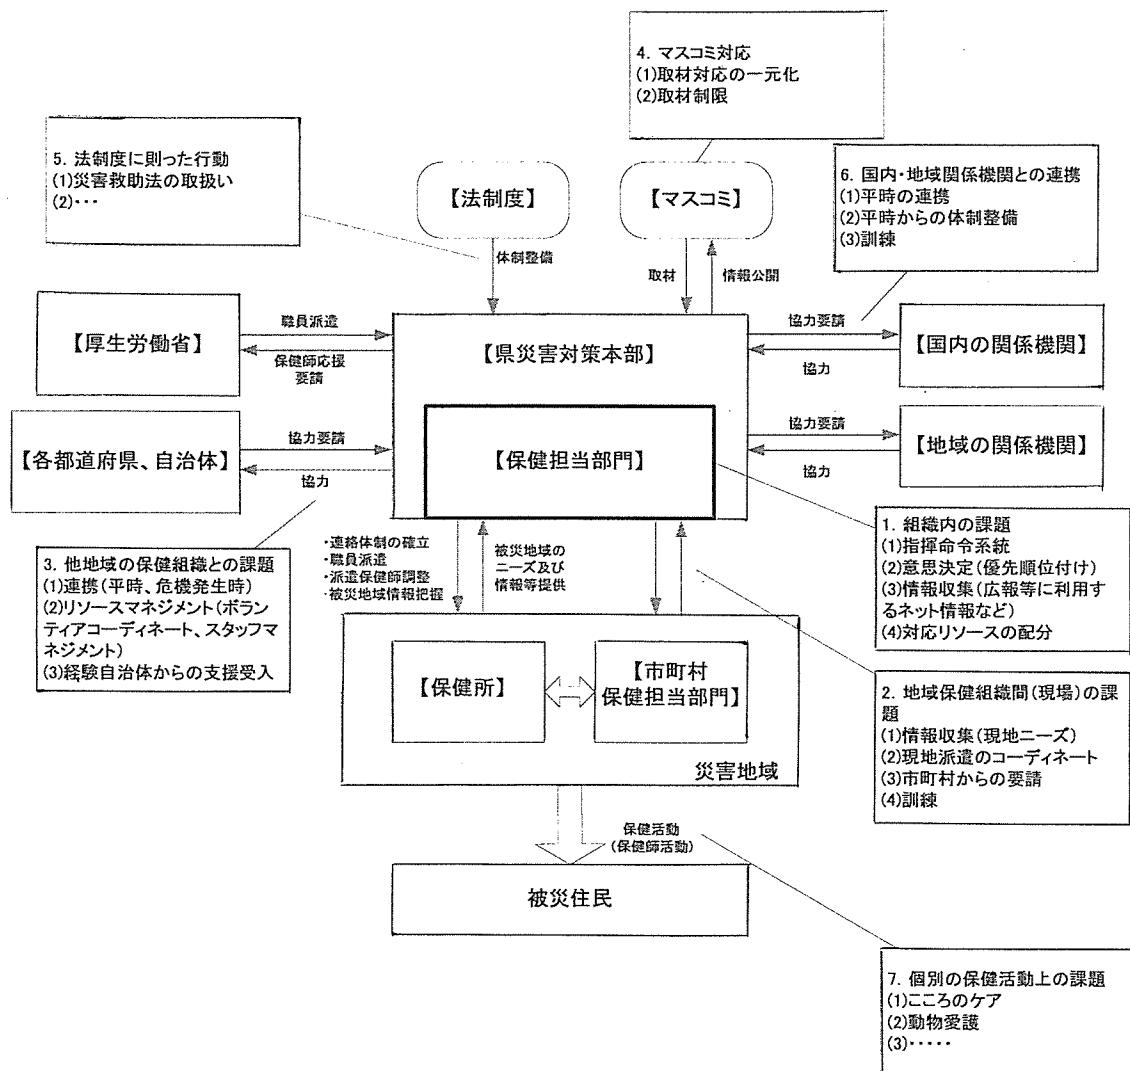 4. マスコミ対応
(1)取材対応の一元化
(2)取材制限
5. 法制度に則った行動
(1)災害救助法の取扱い
(2)・・・
【法制度】
【マスコミ】
6. 国内・地域関係機関との連携
(1)平時の連携
(2)平時からの体制整備
(3)訓練
体制整備
取材
情報公開
【厚生労働省】
職員派遣
保健師応援
要請
【県災害対策本部】
協力要請
協力
【国内の関係機関】
【各都道府県、自治体】
協力要請
協力
【保健担当部門】
協力要請
協力
【地域の関係機関】
1. 組織内の課題
(1)指揮命令系統
(2)意思決定(優先順位付け)
(3)情報収集(広報等に利用す
るネット情報など)
(4)対応リソースの配分
3. 他地域の保健組織との課題
(1)連携(平時、危機発生時)
(2)リソースマネジメント(ボラン
ティアコーディネート、スタッフマ
ネジメント)
(3)経験自治体からの支援受入
・連絡体制の確立
・職員派遣
・派遣保健師調整
・被災地域情報把握
被災地域の
ニーズ及び
情報等提供
【保健所】
【市町村
保健担当部門】
災害地域
2. 地域保健組織間(現場)の課
題
(1)情報収集(現地ニーズ)
(2)現地派遣のコーディネート
(3)市町村からの要請
(4)訓練
保健活動
(保健師活動)
被災住民
7. 個別の保健活動上の課題
(1)こころのケア
(2)動物愛護
(3)・・・・・